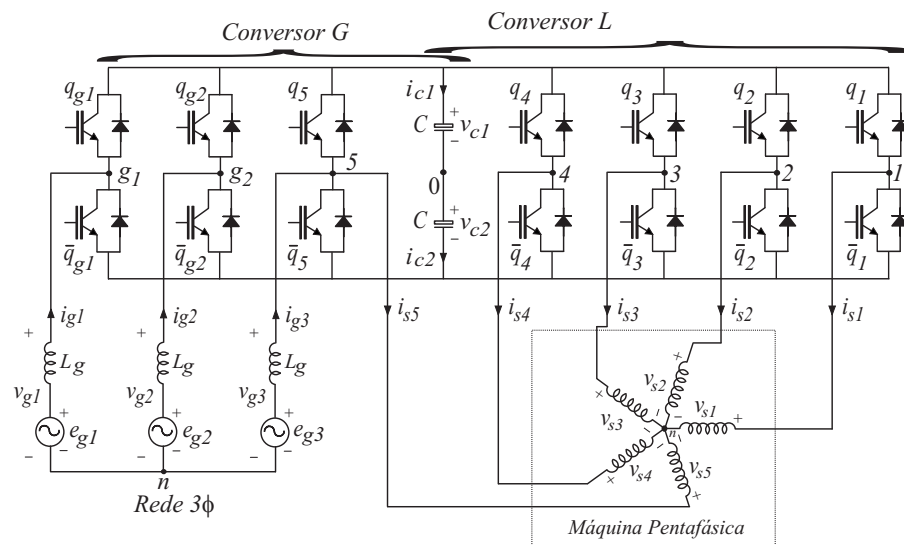 Conversor G Conversor L
q_g1 q_g2 q_5 i_c1 q_4 q_3 q_2 q_1
+ C v_c1 −
g_1 g_2 5 0 4 3 2 1
+ C v_c2 −
q̅_g1 q̅_g2 q̅_5 i_c2 q̅_4 q̅_3 q̅_2 q̅_1
i_g1 i_g2 i_g3 i_s5 i_s4 i_s3 i_s2 i_s1
+ L_g + L_g + L_g
v_g1 v_g2 v_g3
+ e_g1 − + e_g2 − + e_g3 −
− − −
n
Rede 3ϕ
+ v_s2 −
+ v_s3 −
− v_s1 +
n
+ v_s4 −
− v_s5 +
Máquina Pentafásica